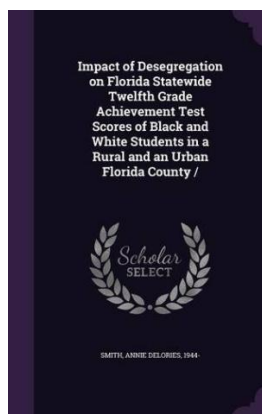 Impact of Desegregation
on Florida Statewide
Twelfth Grade
Achievement Test
Scores of Black and
White Students in a
Rural and an Urban
Florida County /
Scholar
SELECT
SMITH, ANNIE DELORIES, 1944-